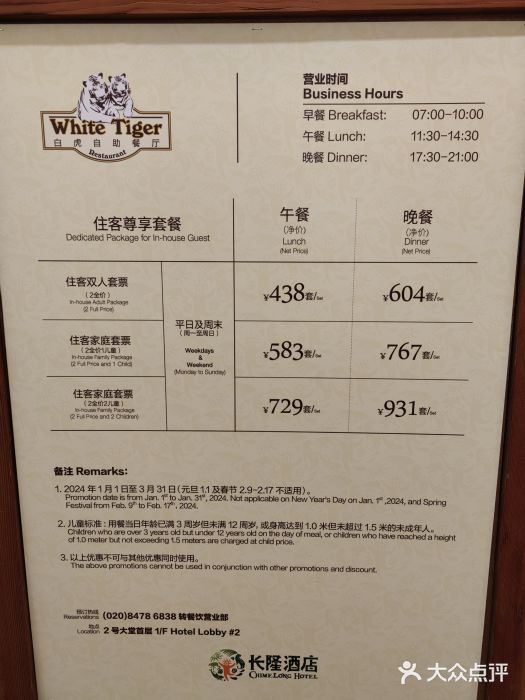 White Tiger
白虎自助餐厅
Restaurant
营业时间
Business Hours
早餐 Breakfast: 07:00-10:00
午餐 Lunch: 11:30-14:30
晚餐 Dinner: 17:30-21:00
住客尊享套餐
Dedicated Package for In-house Guest
午餐
(净价)
Lunch
(Net Price)
晚餐
(净价)
Dinner
(Net Price)
住客双人套票
(2全价)
In-house Adult Package
(2 Full Price)
平日及周末
(周一至周日)
Weekdays
&
Weekend
(Monday to Sunday)
¥438套/Set
¥604套/Set
住客家庭套票
(2全价1儿童)
In-house Family Package
(2 Full Price and 1 Child)
¥583套/Set
¥767套/Set
住客家庭套票
(2全价2儿童)
In-house Family Package
(2 Full Price and 2 Children)
¥729套/Set
¥931套/Set
备注 Remarks:
1. 2024 年 1 月 1 日至 3 月 31 日(元旦 1.1 及春节 2.9-2.17 不适用)。
Promotion date is from Jan. 1st to Jan. 31st, 2024. Not applicable on New Year's Day on Jan. 1st ,2024, and Spring
Festival from Feb. 9th to Feb. 17th. 2024.
2. 儿童标准 : 用餐当日年龄已满 3 周岁但未满 12 周岁, 或身高达到 1.0 米但未超过 1.5 米的未成年人。
Children who are over 3 years old but under 12 years old on the day of meal, or children who have reached a height
of 1.0 meter but not exceeding 1.5 meters are charged at child price.
3. 以上优惠不可与其他优惠同时使用。
The above promotions cannot be used in conjunction with other promotions and discount.
预订热线
Reservations (020)8478 6838 转餐饮营业部
地点
Location 2 号大堂首层 1/F Hotel Lobby #2
长隆酒店
CHIMELONG HOTEL
大众点评